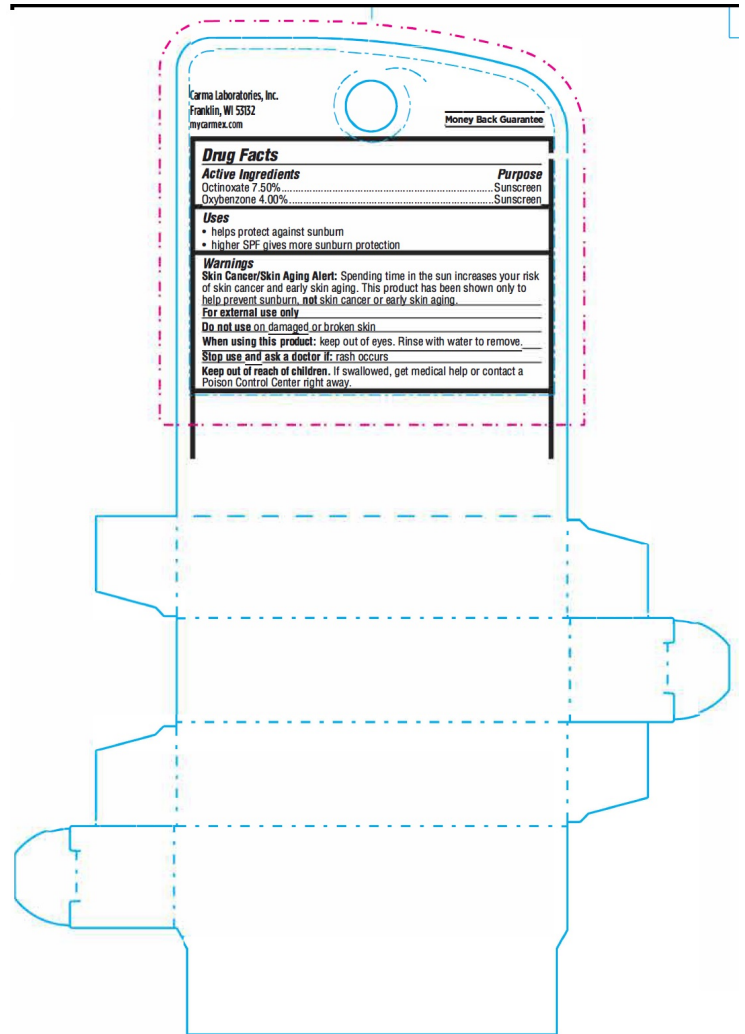 Carma Laboratories, Inc.
Franklin, WI 53132
mycarmex.com
Money Back Guarantee
Drug Facts
Active Ingredients Purpose
Octinoxate 7.50%................................................................................Sunscreen
Oxybenzone 4.00%.............................................................................Sunscreen
Uses
• helps protect against sunburn
• higher SPF gives more sunburn protection
Warnings
Skin Cancer/Skin Aging Alert: Spending time in the sun increases your risk
of skin cancer and early skin aging. This product has been shown only to
help prevent sunburn, not skin cancer or early skin aging.
For external use only
Do not use on damaged or broken skin
When using this product: keep out of eyes. Rinse with water to remove.
Stop use and ask a doctor if: rash occurs
Keep out of reach of children. If swallowed, get medical help or contact a
Poison Control Center right away.